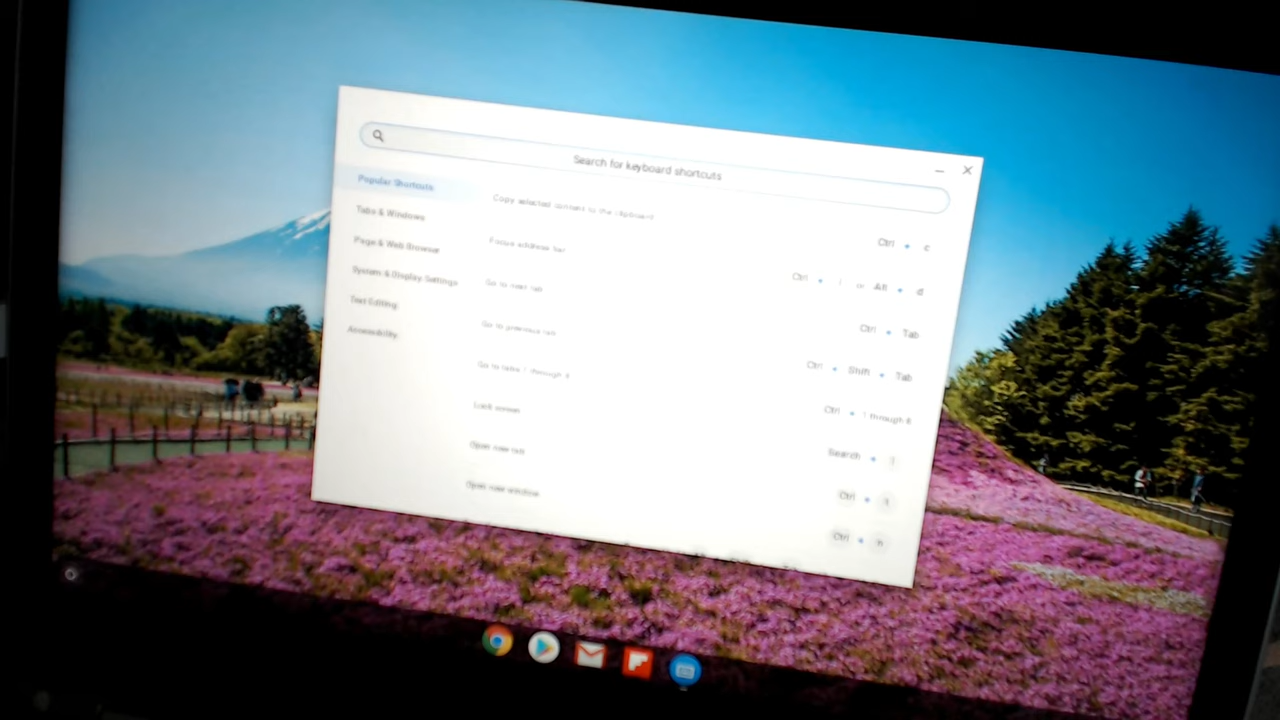 Search for keyboard shortcuts
Popular Shortcuts
Tabs & Windows
Page & Web Browser
System & Display Settings
Text Editing
Accessibility
Copy selected content to the clipboard
Ctrl + c
Focus address bar
Ctrl + or Alt + d
Go to next tab
Ctrl + Tab
Go to previous tab
Ctrl + Shift + Tab
Go to tabs 1 through 8
Ctrl + 1 through 8
Lock screen
Search +
Open new tab
Ctrl + t
Open new window
Ctrl + n